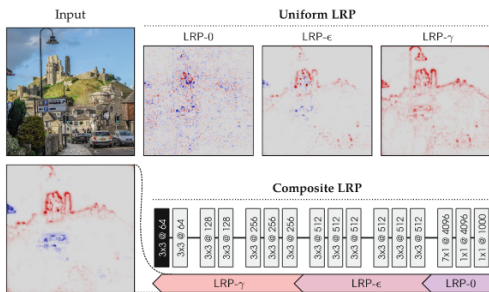 Input
Uniform LRP
LRP-0
LRP-ϵ
LRP-γ
Composite LRP
3x3 @ 64
3x3 @ 64
3x3 @ 128
3x3 @ 128
3x3 @ 256
3x3 @ 256
3x3 @ 256
3x3 @ 512
3x3 @ 512
3x3 @ 512
3x3 @ 512
3x3 @ 512
3x3 @ 512
7x1 @ 4096
1x1 @ 4096
1x1 @ 1000
LRP-γ
LRP-ϵ
LRP-0